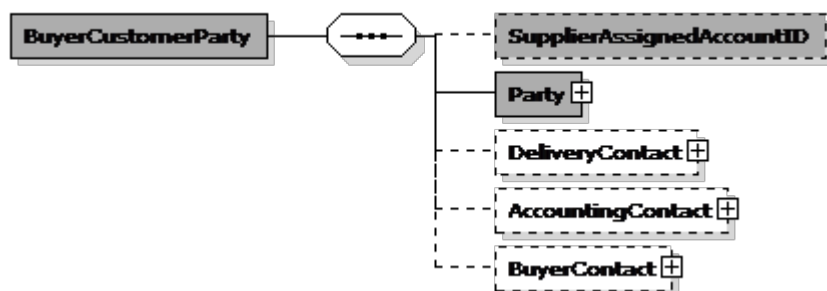 BuyerCustomerParty
SupplierAssignedAccountID
Party
DeliveryContact
AccountingContact
BuyerContact